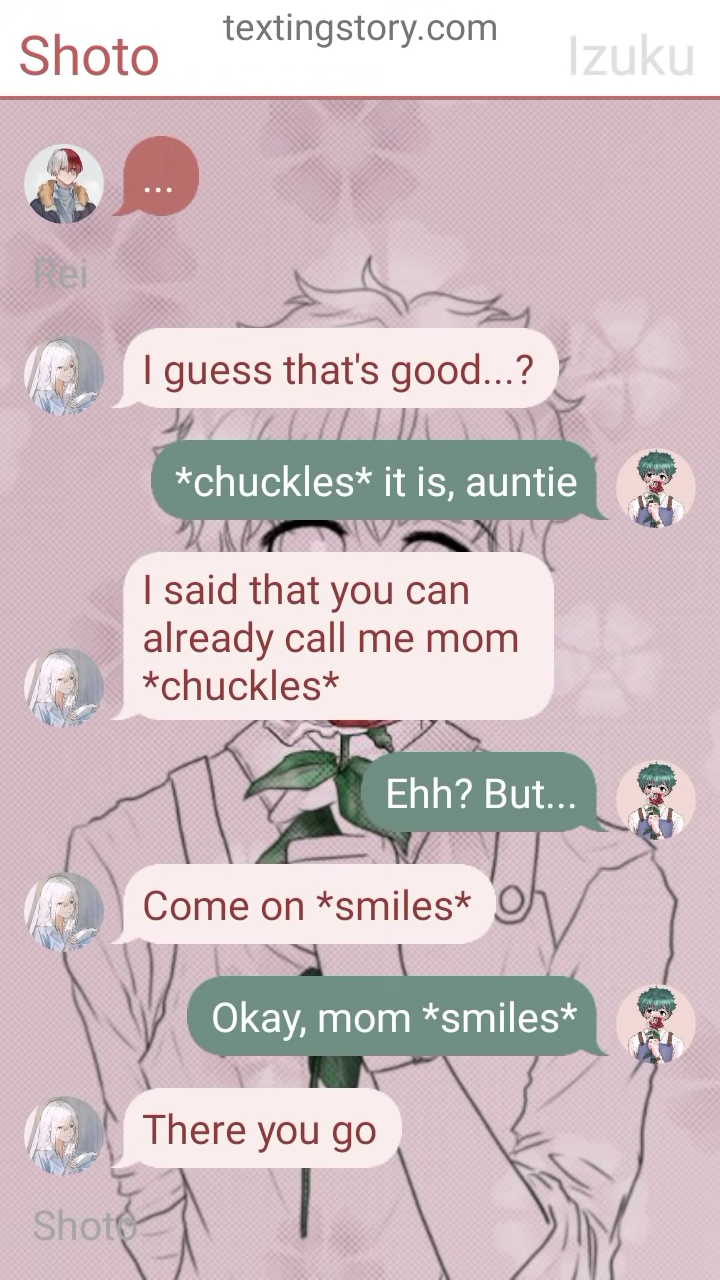 textingstory.com
Shoto
Izuku
...
Rei
I guess that's good...?
*chuckles* it is, auntie
I said that you can
already call me mom
*chuckles*
Ehh? But...
Come on *smiles*
Okay, mom *smiles*
There you go
Shoto